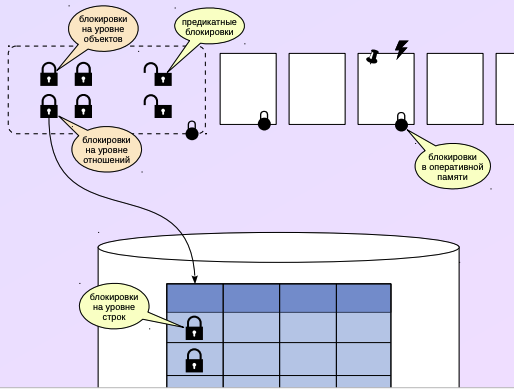 блокировки
на уровне
объектов
предикатные
блокировки
блокировки
на уровне
отношений
блокировки
в оперативной
памяти
блокировки
на уровне
строк